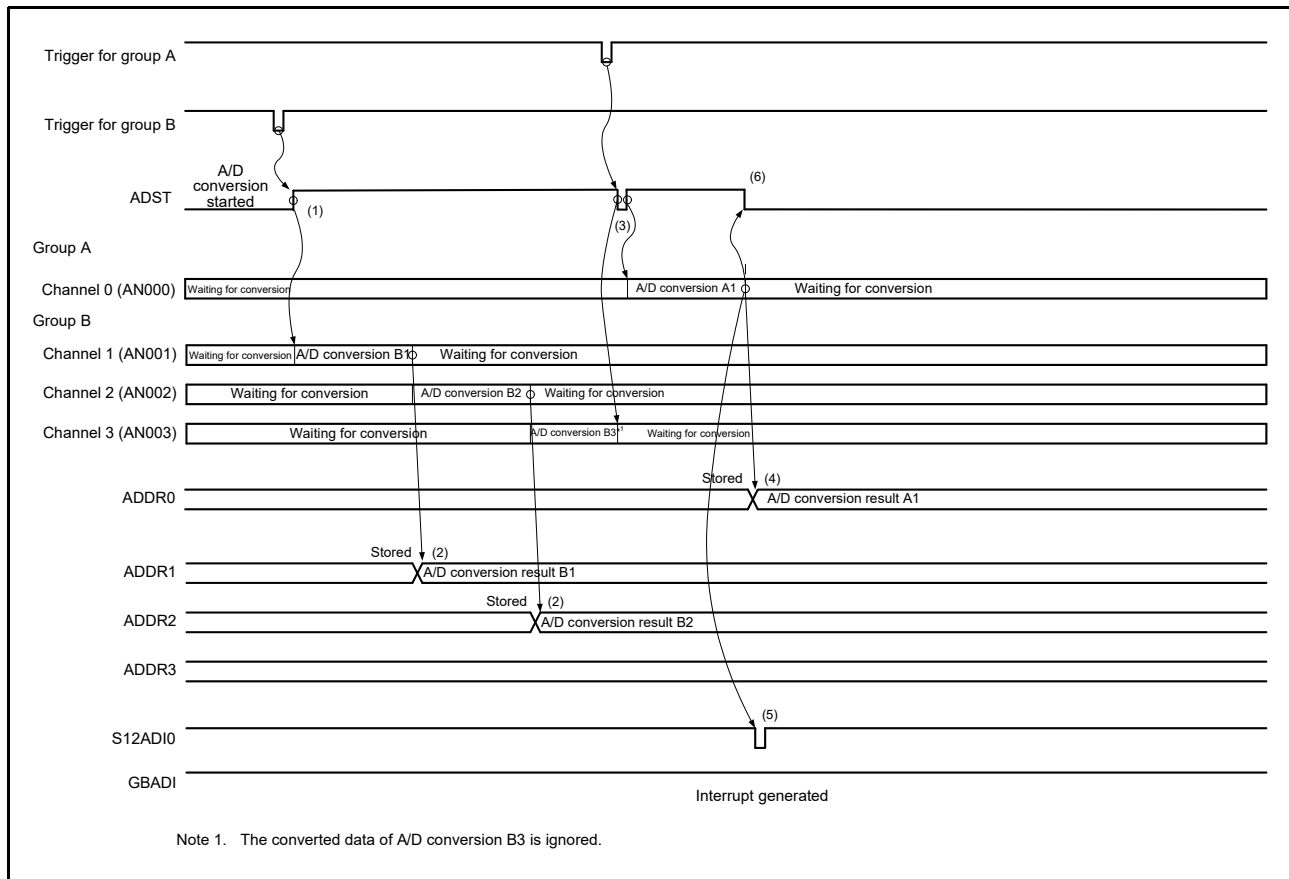 Trigger for group A
Trigger for group B
A/D
conversion
started
ADST
(1)
(3)
(6)
Group A
Channel 0 (AN000)
Waiting for conversion
A/D conversion A1
Waiting for conversion
Group B
Channel 1 (AN001)
Waiting for conversion
A/D conversion B1
Waiting for conversion
Channel 2 (AN002)
Waiting for conversion
A/D conversion B2
Waiting for conversion
Channel 3 (AN003)
Waiting for conversion
A/D conversion B3*1
Waiting for conversion
Stored
(4)
ADDR0
A/D conversion result A1
Stored
(2)
ADDR1
A/D conversion result B1
Stored
(2)
ADDR2
A/D conversion result B2
ADDR3
(5)
S12ADI0
GBADI
Interrupt generated
Note 1. The converted data of A/D conversion B3 is ignored.